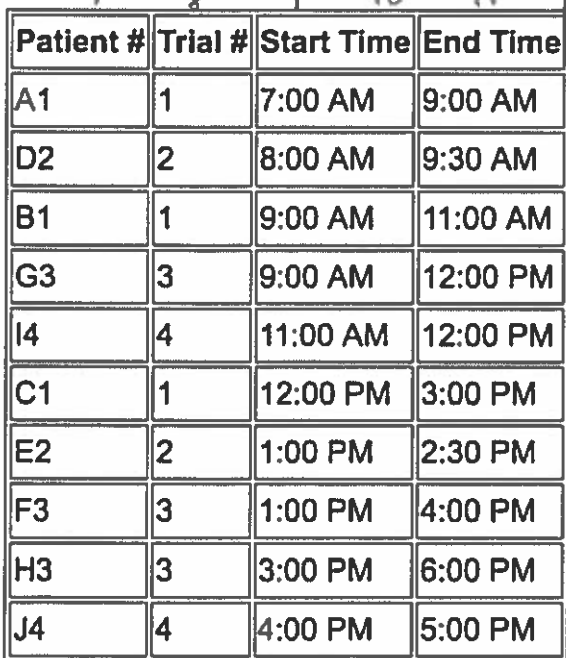 Patient # Trial # Start Time End Time
A1 1 7:00 AM 9:00 AM
D2 2 8:00 AM 9:30 AM
B1 1 9:00 AM 11:00 AM
G3 3 9:00 AM 12:00 PM
I4 4 11:00 AM 12:00 PM
C1 1 12:00 PM 3:00 PM
E2 2 1:00 PM 2:30 PM
F3 3 1:00 PM 4:00 PM
H3 3 3:00 PM 6:00 PM
J4 4 4:00 PM 5:00 PM